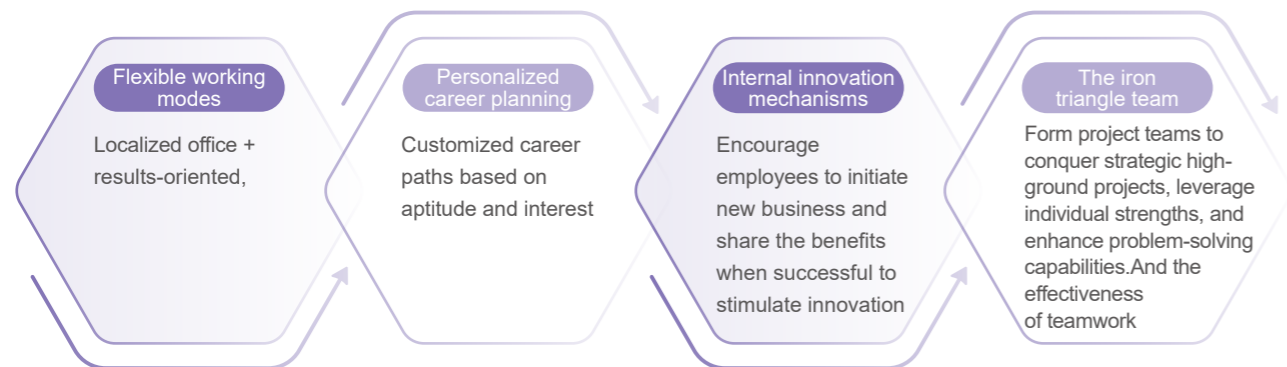 Flexible working
modes
Localized office +
results-oriented,
Personalized
career planning
Customized career
paths based on
aptitude and interest
Internal innovation
mechanisms
Encourage
employees to initiate
new business and
share the benefits
when successful to
stimulate innovation
The iron
triangle team
Form project teams to
conquer strategic high-
ground projects, leverage
individual strengths, and
enhance problem-solving
capabilities.And the
effectiveness
of teamwork